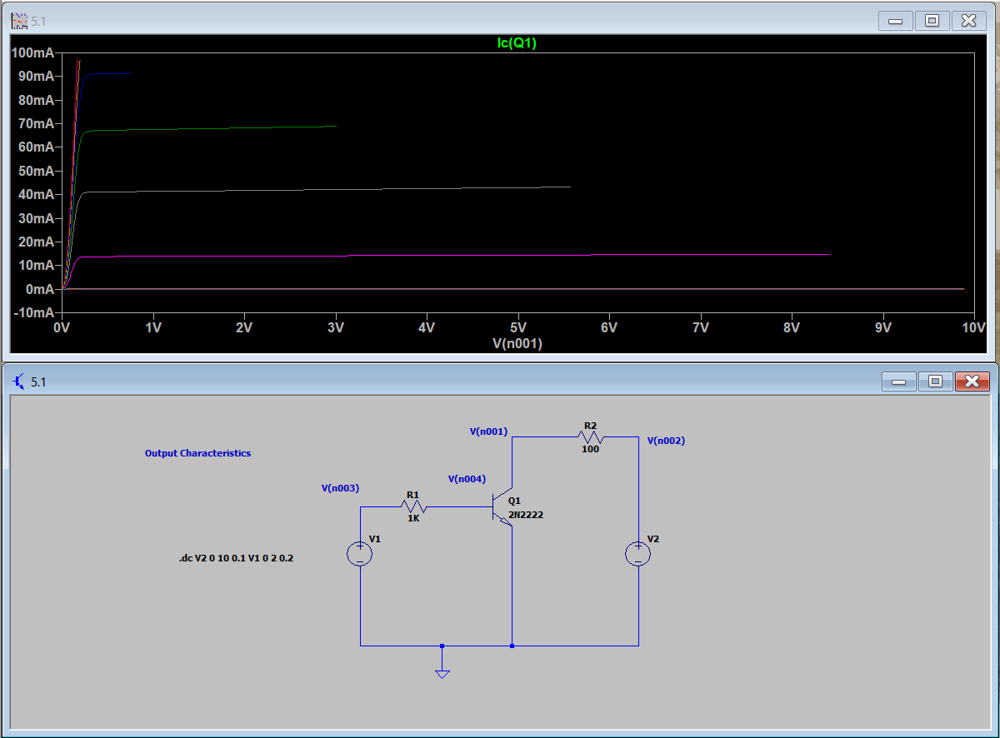 5.1
Ic(Q1)
100mA
90mA
80mA
70mA
60mA
50mA
40mA
30mA
20mA
10mA
0mA
-10mA
0V 1V 2V 3V 4V 5V 6V 7V 8V 9V 10V
V(n001)
5.1
R2
V(n001)
V(n002)
100
Output Characteristics
V(n004)
V(n003)
R1
Q1
2N2222
1K
V1
V2
.dc V2 0 10 0.1 V1 0 2 0.2